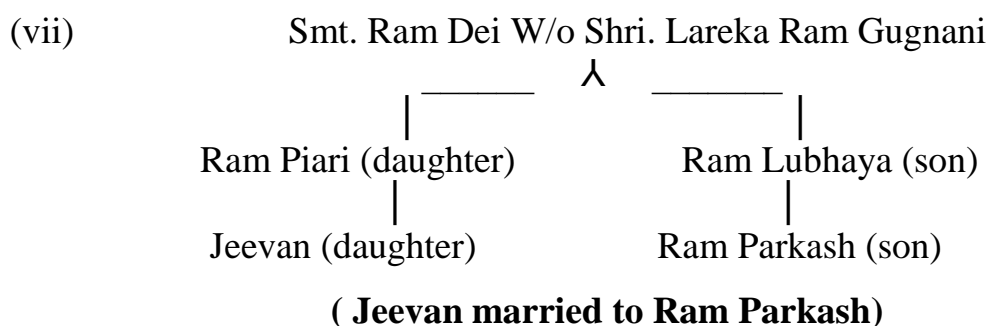 (vii) Smt. Ram Dei W/o Shri. Lareka Ram Gugnani
Ram Piari (daughter) Ram Lubhaya (son)
Jeevan (daughter) Ram Parkash (son)
( Jeevan married to Ram Parkash)